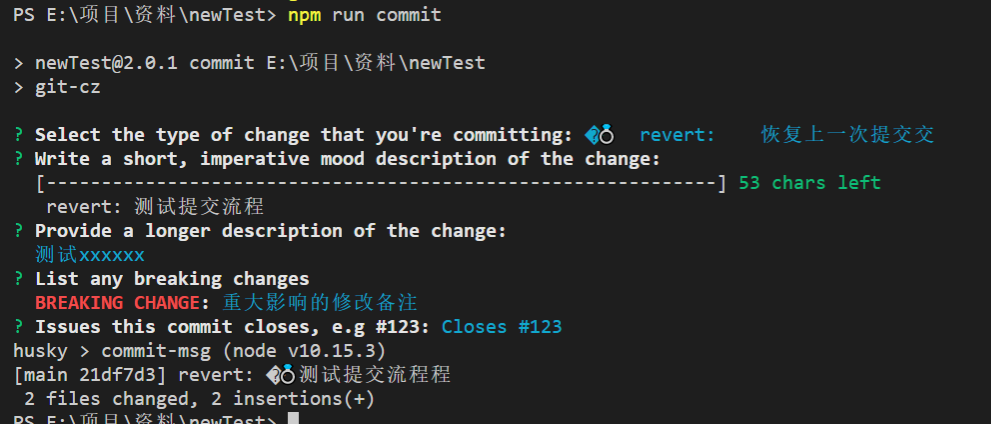 PS E:\项目\资料\newTest> npm run commit
> newTest@2.0.1 commit E:\项目\资料\newTest
> git-cz
? Select the type of change that you're committing: �💍  revert:    恢复上一次提交交
? Write a short, imperative mood description of the change:
[-------------------------------------------------------------] 53 chars left
revert: 测试提交流程
? Provide a longer description of the change:
测试xxxxxx
? List any breaking changes
BREAKING CHANGE: 重大影响的修改备注
? Issues this commit closes, e.g #123: Closes #123
husky > commit-msg (node v10.15.3)
[main 21df7d3] revert: �💍测试提交流程程
2 files changed, 2 insertions(+)
PS E:\项目\资料\newTest>